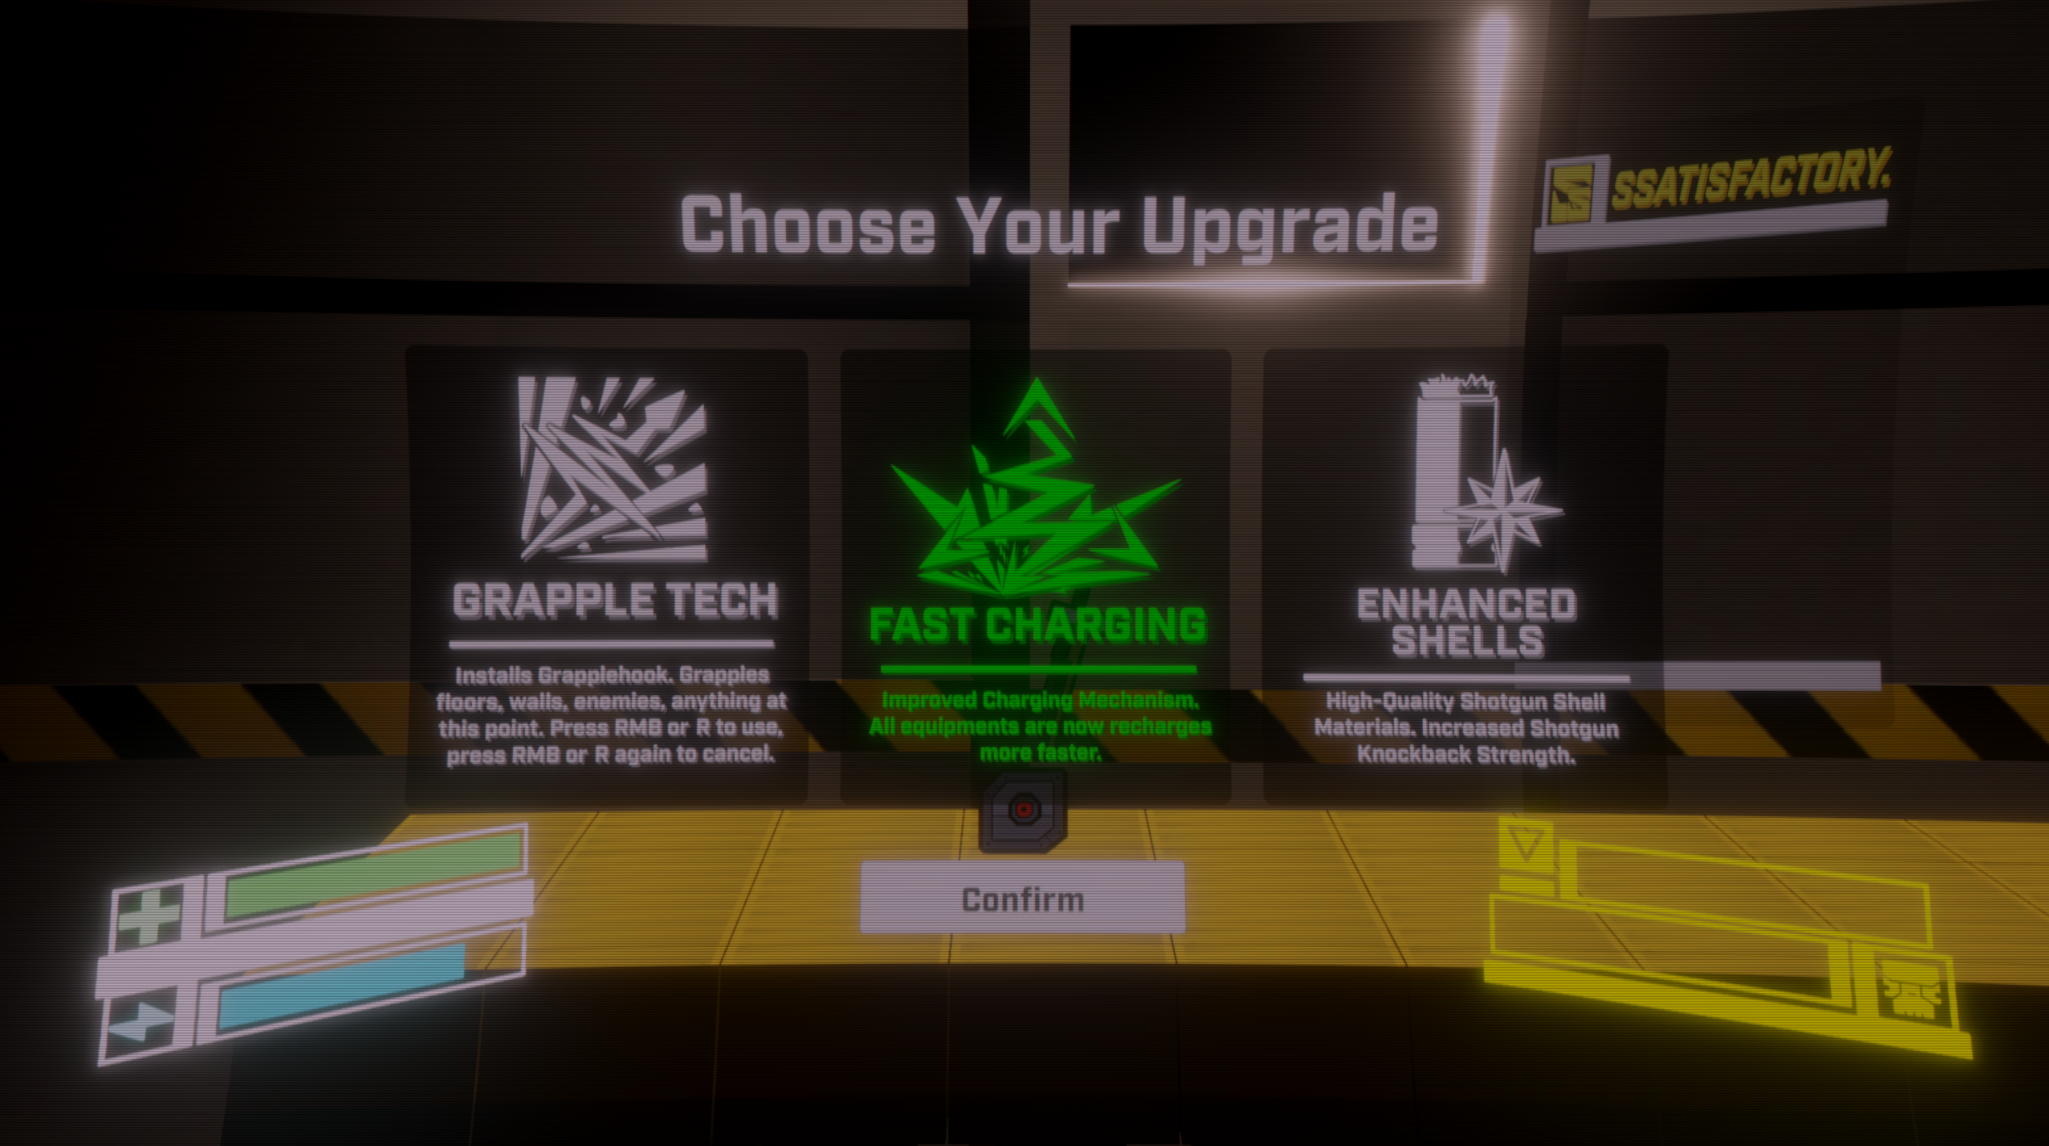 SSATISFACTORY.
Choose Your Upgrade
GRAPPLE TECH
Installs Grapplehook. Grapples
floors, walls, enemies, anything at
this point. Press RMB or R to use,
press RMB or R again to cancel.
FAST CHARGING
Improved Charging Mechanism.
All equipments are now recharges
more faster.
ENHANCED
SHELLS
High-Quality Shotgun Shell
Materials. Increased Shotgun
Knockback Strength.
Confirm